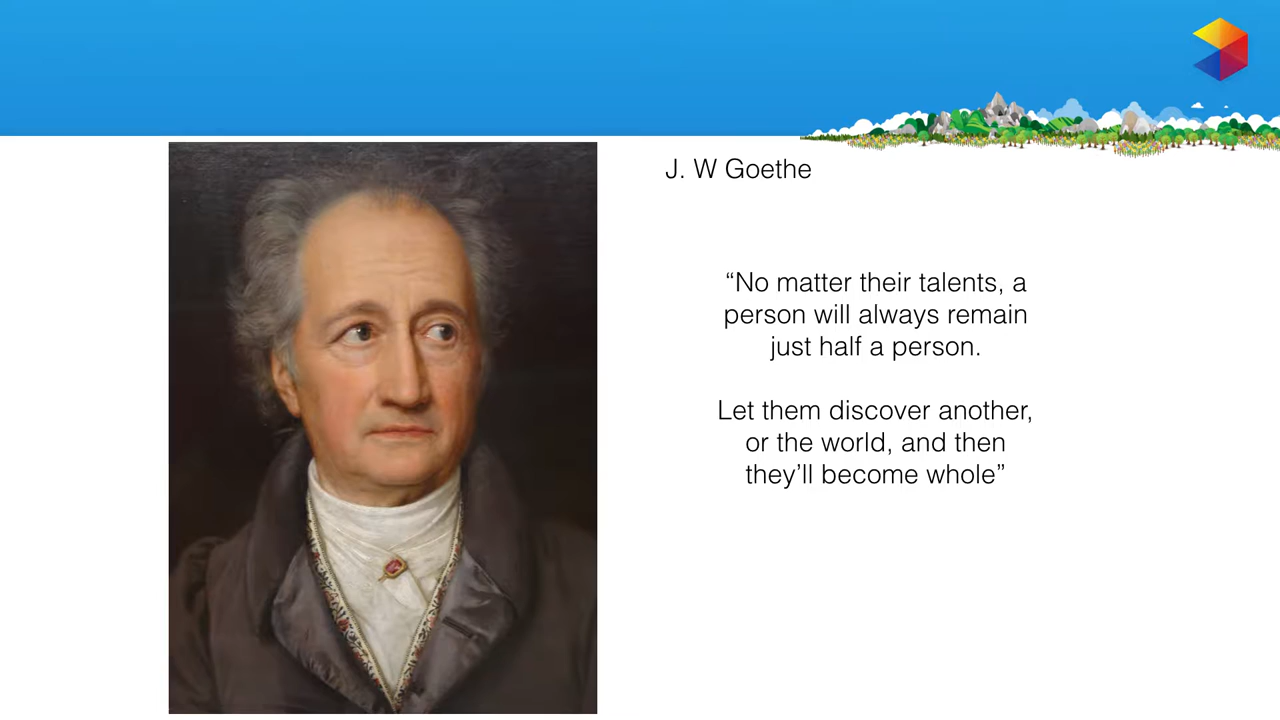 J. W Goethe
“No matter their talents, a
person will always remain
just half a person.
Let them discover another,
or the world, and then
they’ll become whole”